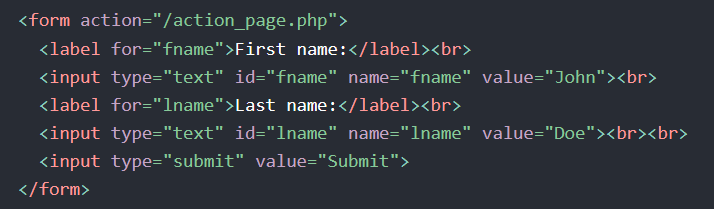 <form action="/action_page.php">
<label for="fname">First name:</label><br>
<input type="text" id="fname" name="fname" value="John"><br>
<label for="lname">Last name:</label><br>
<input type="text" id="lname" name="lname" value="Doe"><br><br>
<input type="submit" value="Submit">
</form>